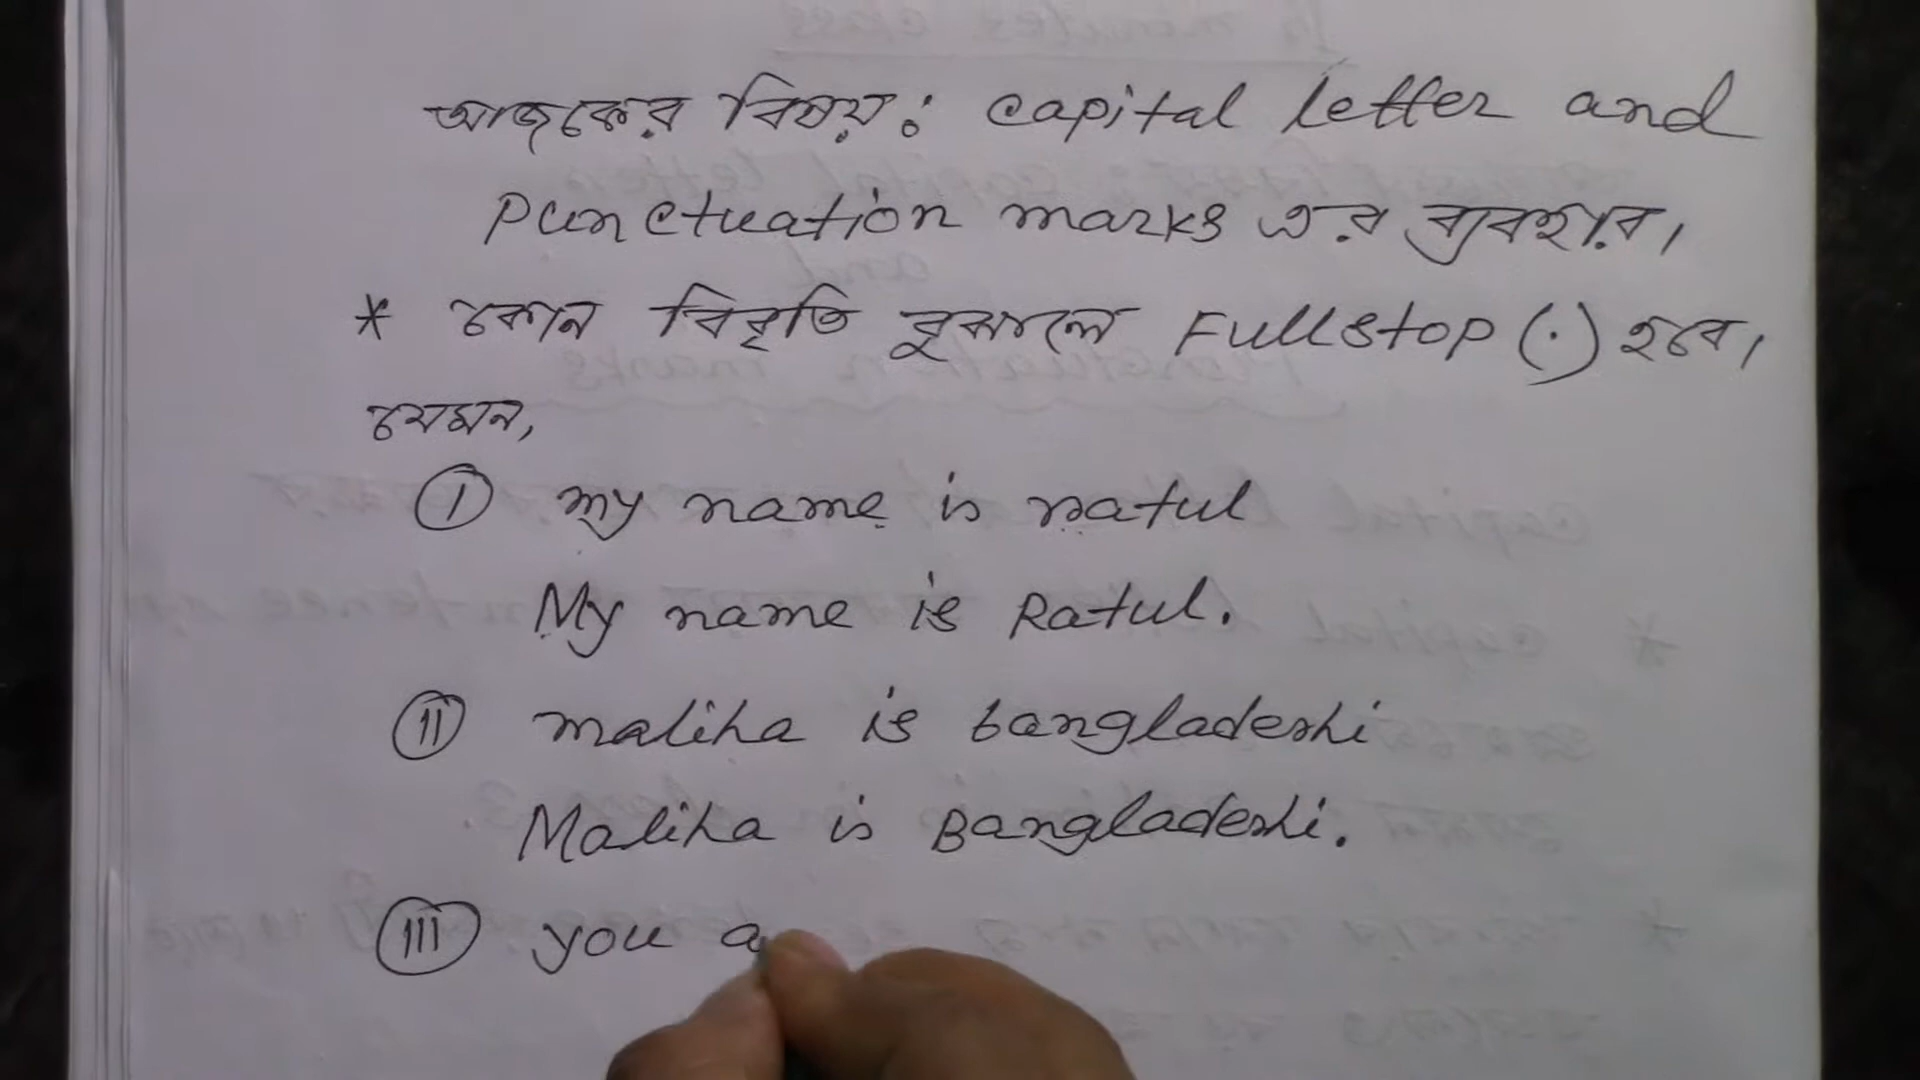 আজকের বিষয়: capital letter and
Punctuation marks এর ব্যবহার।
* কোন বিবৃতি বুঝালে Fullstop (.) হবে।
যেমন,
(i) my name is ratul
My name is Ratul.
(ii) maliha is bangladeshi
Maliha is Bangladeshi.
(iii) you a